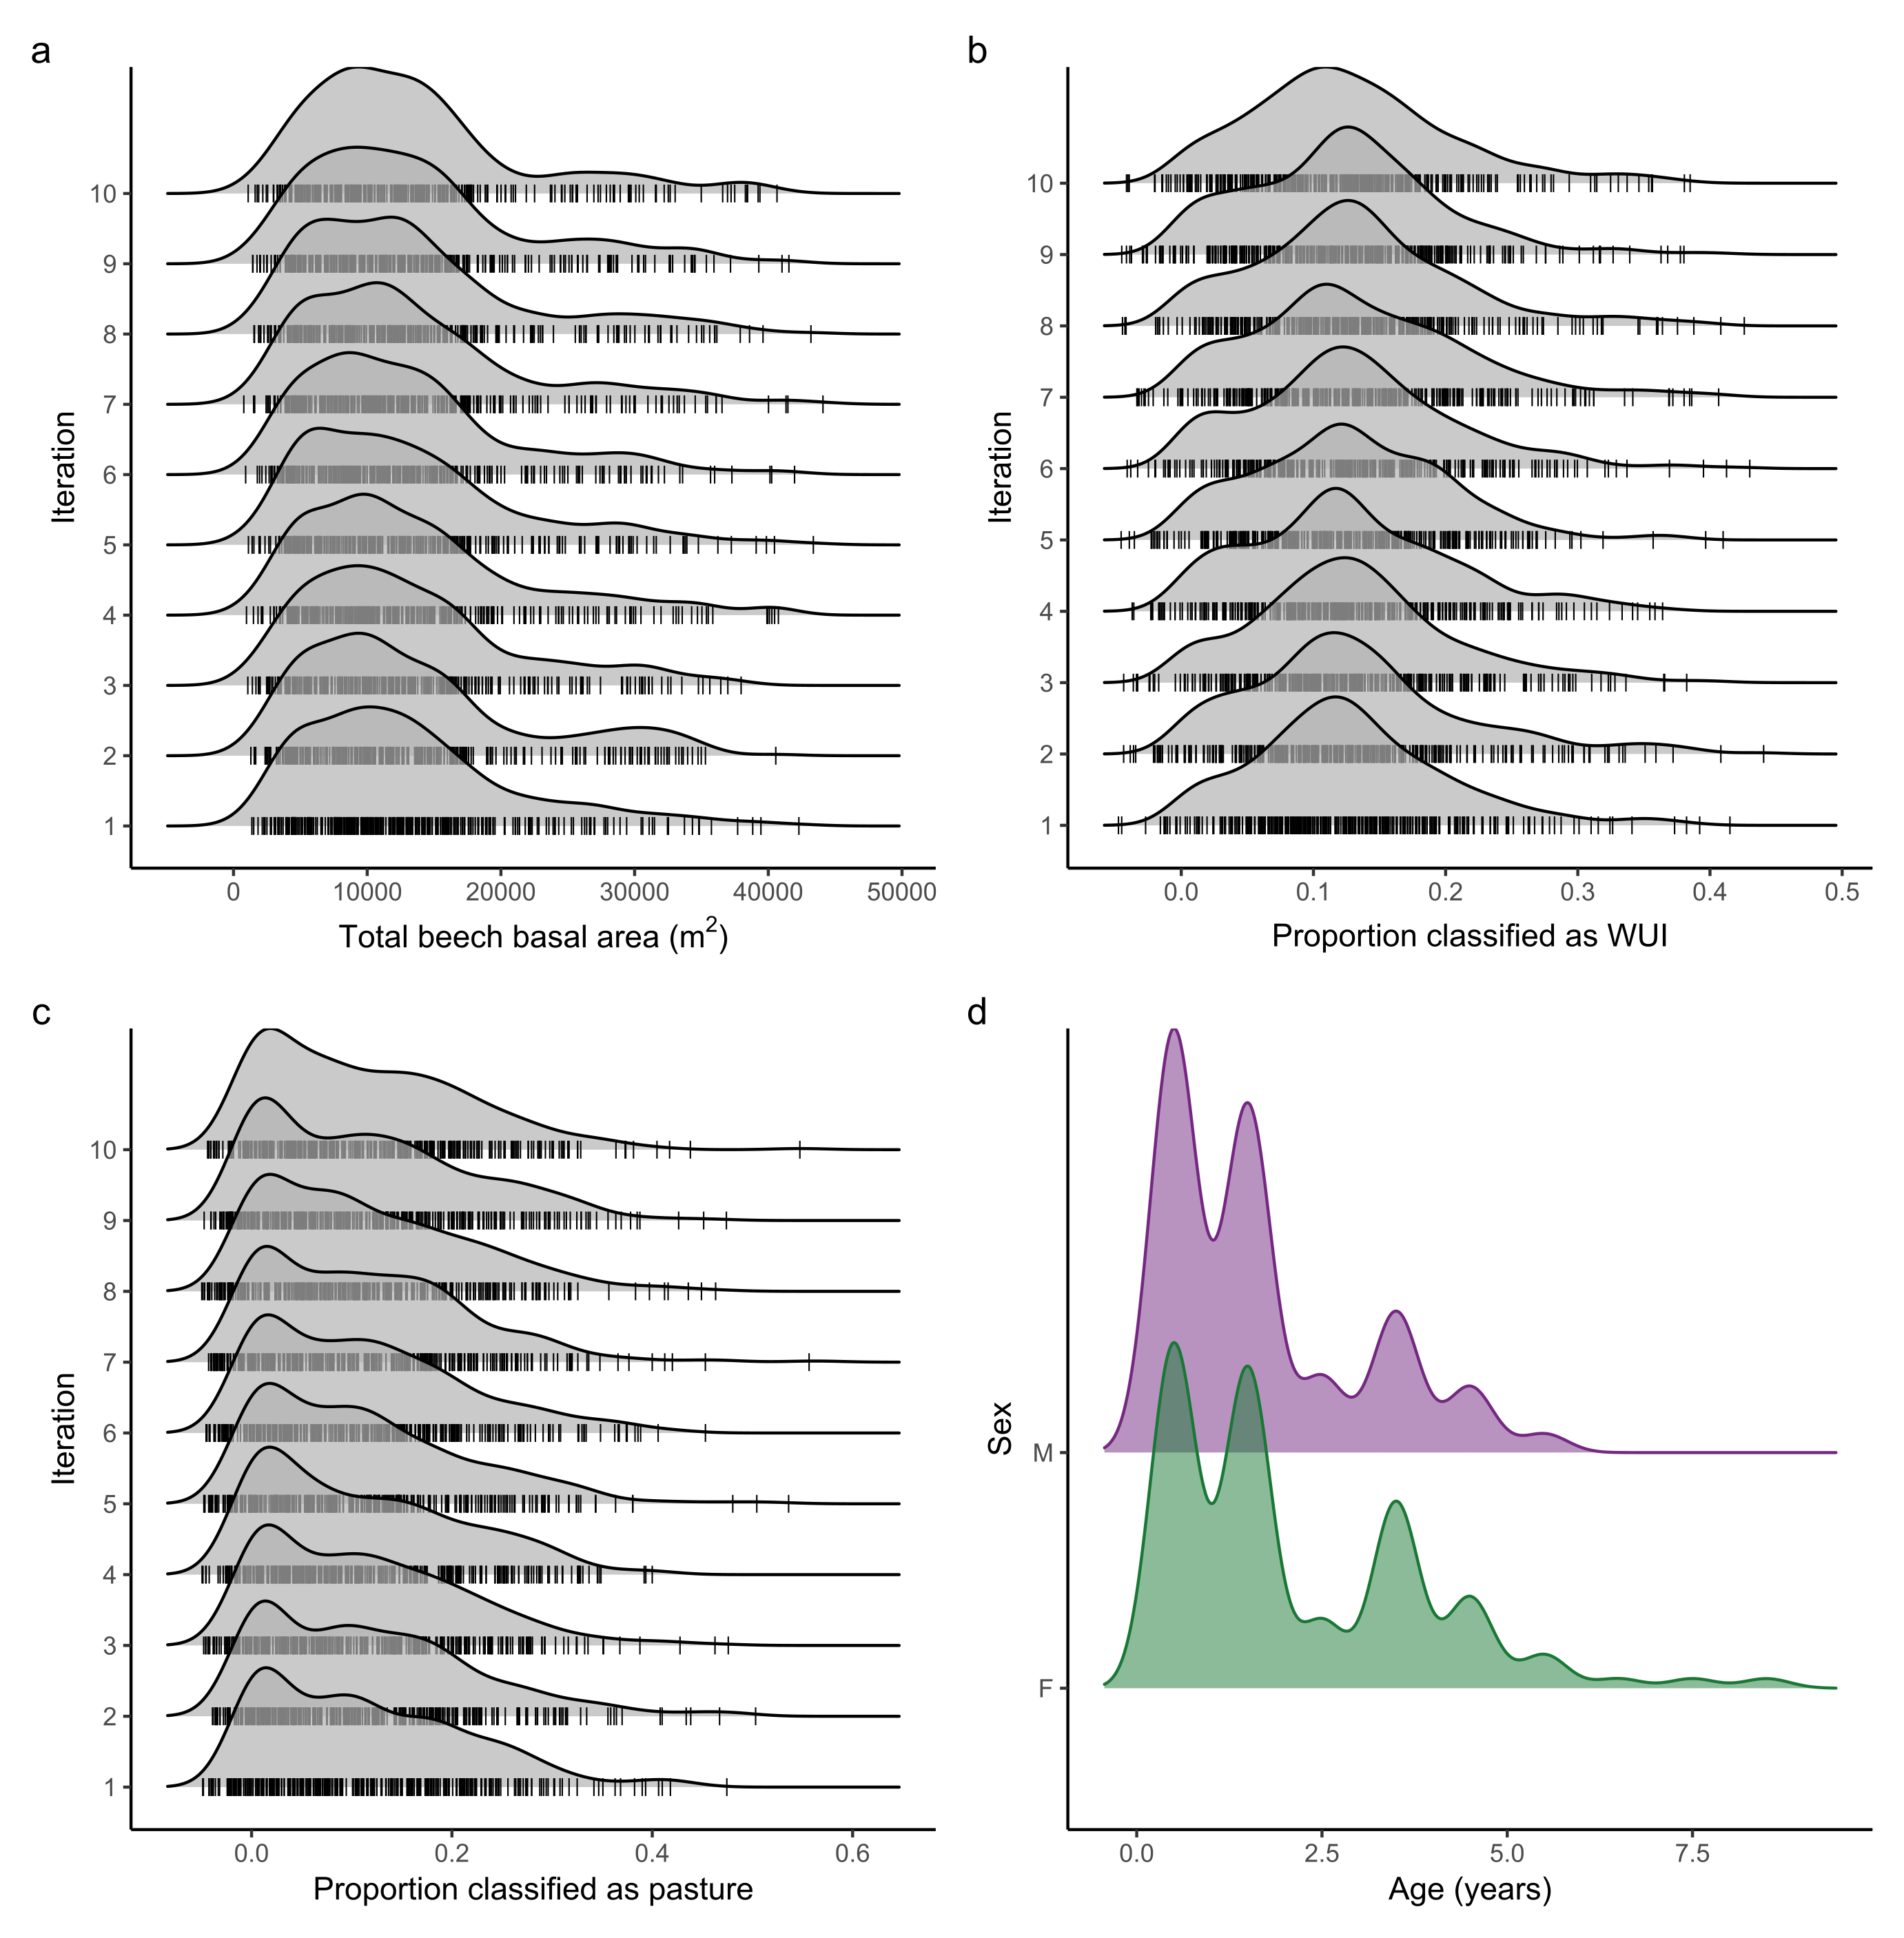 a
Iteration
10
9
8
7
6
5
4
3
2
1
0 10000 20000 30000 40000 50000
Total beech basal area (m²)
b
Iteration
10
9
8
7
6
5
4
3
2
1
0.0 0.1 0.2 0.3 0.4 0.5
Proportion classified as WUI
c
Iteration
10
9
8
7
6
5
4
3
2
1
0.0 0.2 0.4 0.6
Proportion classified as pasture
d
Sex
M
F
0.0 2.5 5.0 7.5
Age (years)